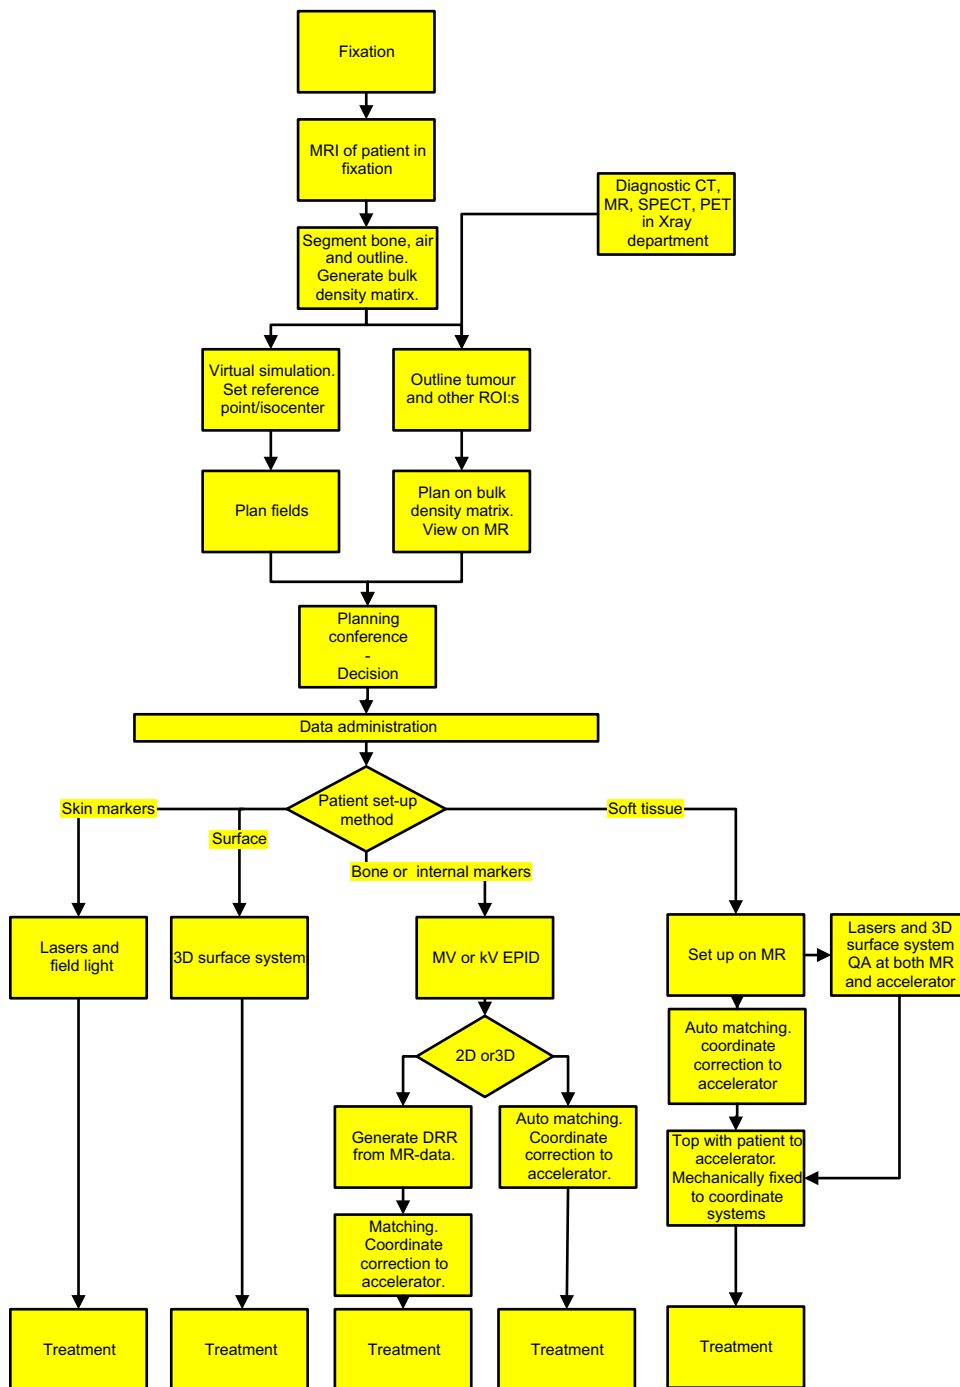 Fixation
MRI of patient in
fixation
Diagnostic CT,
MR, SPECT, PET
in Xray
department
Segment bone, air
and outline.
Generate bulk
density matirx.
Virtual simulation.
Set reference
point/isocenter
Outline tumour
and other ROI:s
Plan fields
Plan on bulk
density matrix.
View on MR
Planning
conference
-
Decision
Data administration
Patient set-up
method
Skin markers
Surface
Bone or internal markers
Soft tissue
Lasers and
field light
3D surface system
MV or kV EPID
Set up on MR
Lasers and 3D
surface system
QA at both MR
and accelerator
2D or3D
Auto matching.
coordinate
correction to
accelerator
Generate DRR
from MR-data.
Auto matching.
Coordinate
correction to
accelerator.
Top with patient to
accelerator.
Mechanically fixed
to coordinate
systems
Matching.
Coordinate
correction to
accelerator.
Treatment
Treatment
Treatment
Treatment
Treatment